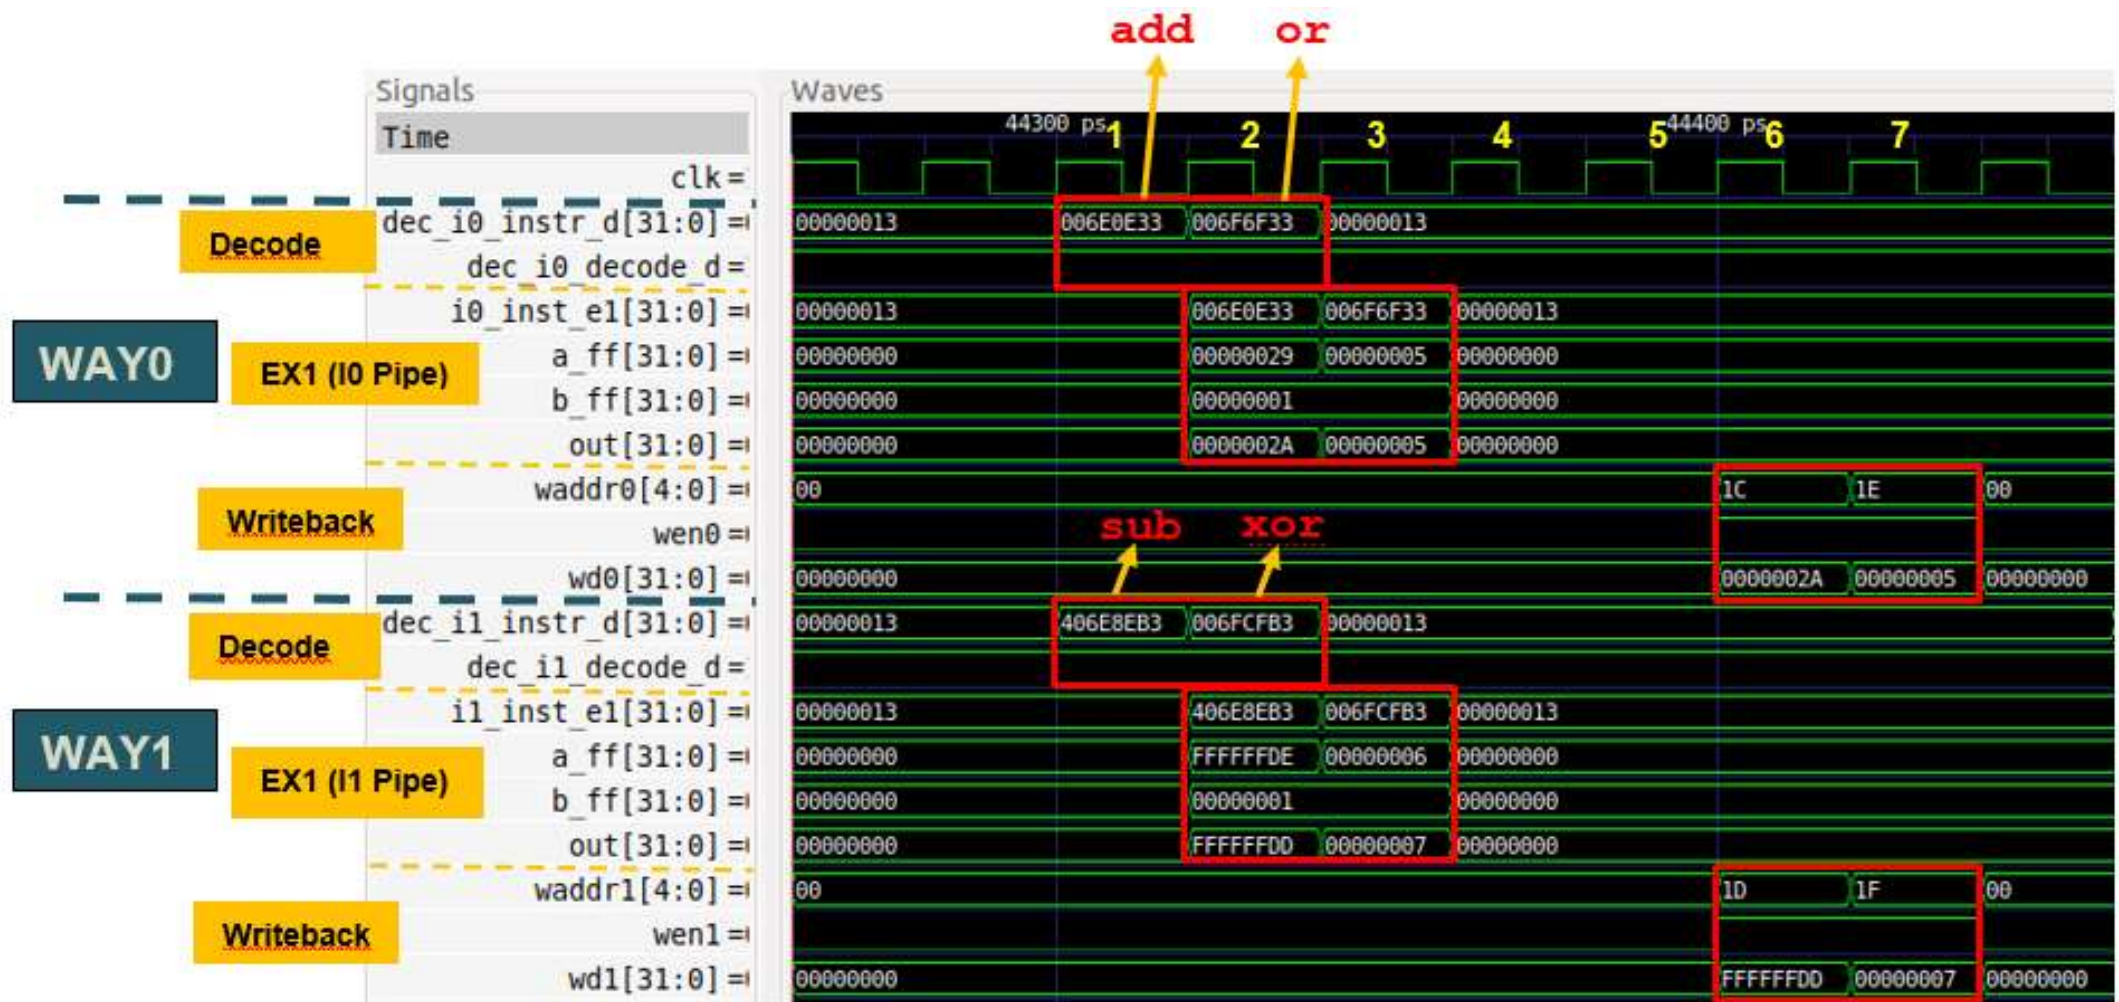 add or
Signals Waves
Time 44300 ps 1 2 3 4 5 44400 ps 6 7
clk=
dec_i0_instr_d[31:0] = 00000013 006E0E33 006F6F33 00000013
Decode
dec_i0_decode_d=
i0_inst_e1[31:0] = 00000013 006E0E33 006F6F33 00000013
WAY0
EX1 (I0 Pipe)
a_ff[31:0] = 00000000 00000029 00000005 00000000
b_ff[31:0] = 00000000 00000001 00000000
out[31:0] = 00000000 0000002A 00000005 00000000
waddr0[4:0] = 00 1C 1E 00
Writeback
wen0=
sub xor
wd0[31:0] = 00000000 0000002A 00000005 00000000
dec_i1_instr_d[31:0] = 00000013 406E8EB3 006FCFB3 00000013
Decode
dec_i1_decode_d=
i1_inst_e1[31:0] = 00000013 406E8EB3 006FCFB3 00000013
WAY1
EX1 (I1 Pipe)
a_ff[31:0] = 00000000 FFFFFFDE 00000006 00000000
b_ff[31:0] = 00000000 00000001 00000000
out[31:0] = 00000000 FFFFFFDD 00000007 00000000
waddr1[4:0] = 00 1D 1F 00
Writeback
wen1=
wd1[31:0] = 00000000 FFFFFFDD 00000007 00000000